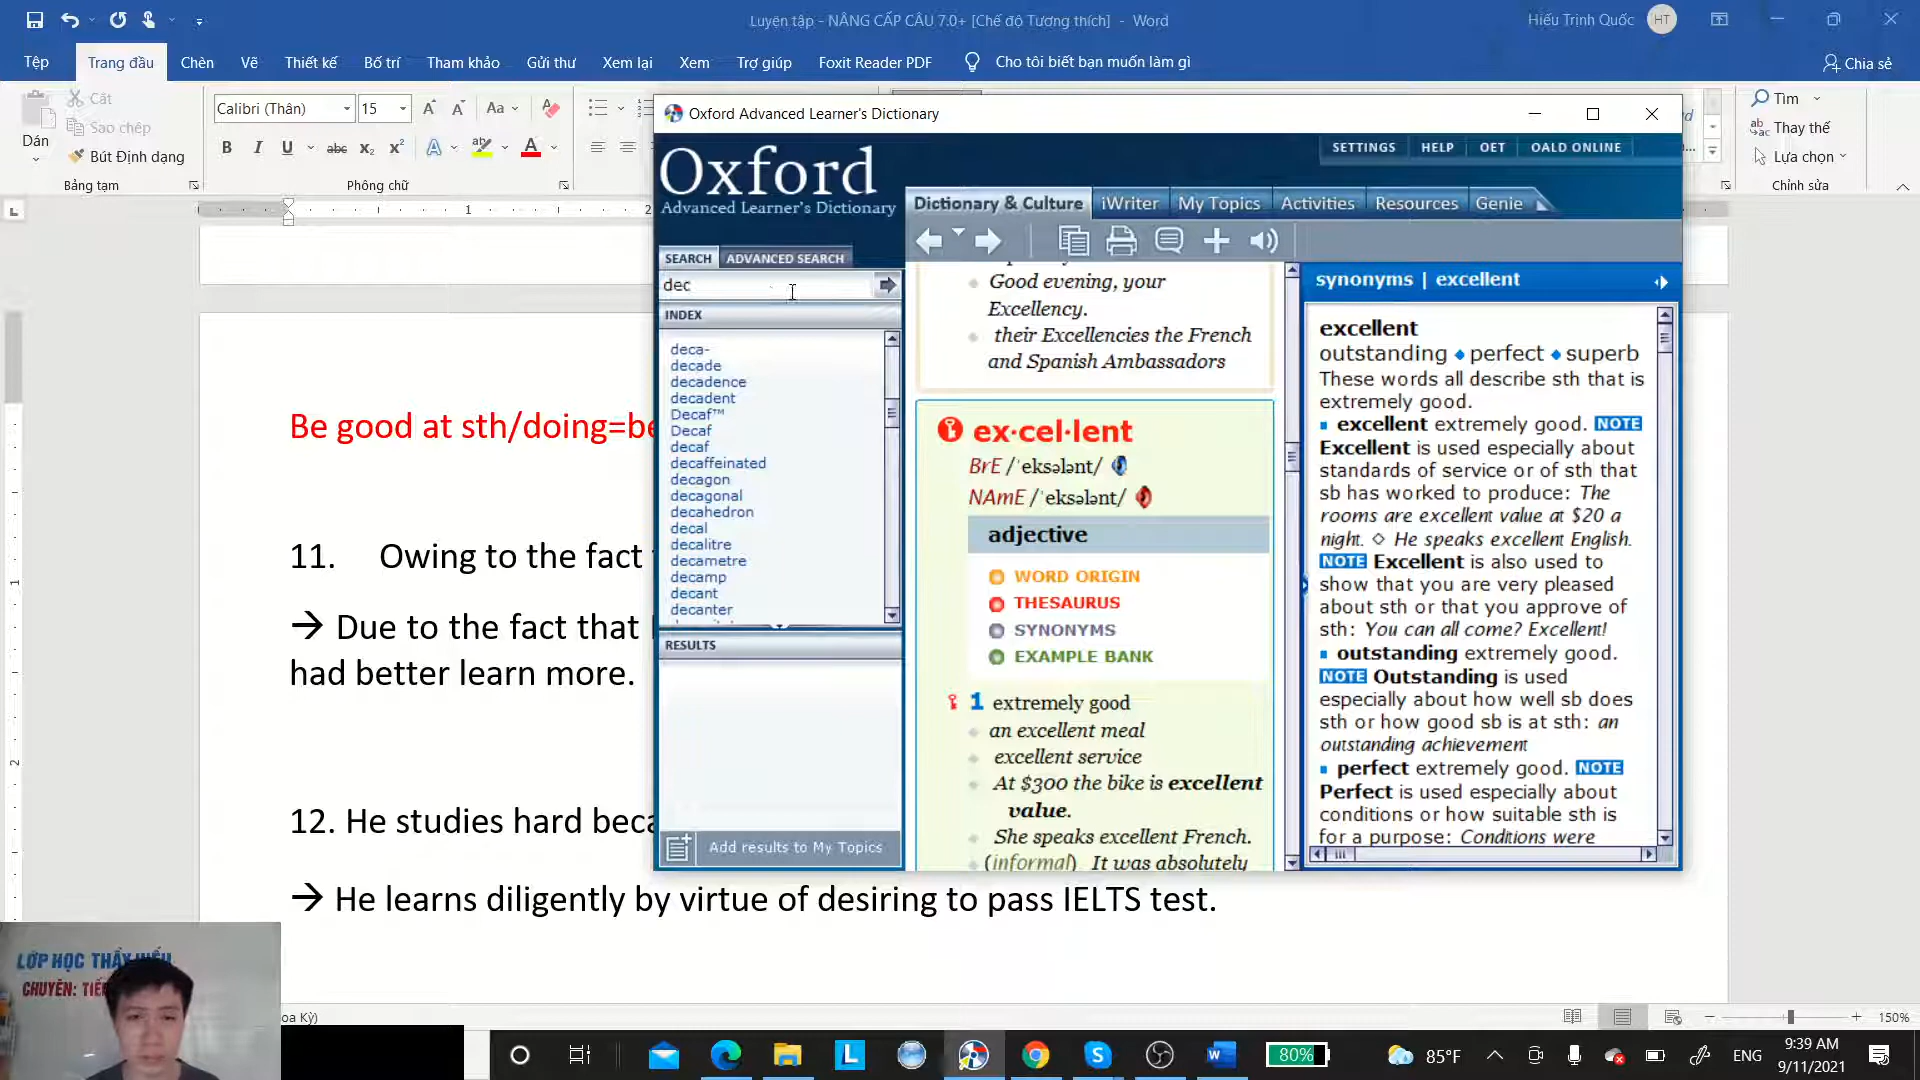 Luyện tập - NÂNG CẤP CÂU 7.0+ [Chế độ Tương thích] - Word
Hiếu Trịnh Quốc
HT
Tệp
Trang đầu
Chèn
Vẽ
Thiết kế
Bố trí
Tham khảo
Gửi thư
Xem lại
Xem
Trợ giúp
Foxit Reader PDF
Cho tôi biết bạn muốn làm gì
Chia sẻ
Dán
Cắt
Sao chép
Bút Định dạng
Bảng tạm
Calibri (Thân)
15
Phông chữ
Tìm
Thay thế
Lựa chọn
Chỉnh sửa
Be good at sth/doing=be
11. Owing to the fact
→ Due to the fact that
had better learn more.
12. He studies hard beca
→ He learns diligently by virtue of desiring to pass IELTS test.
Oxford Advanced Learner's Dictionary
Oxford
Advanced Learner's Dictionary
SETTINGS
HELP
OET
OALD ONLINE
Dictionary & Culture
iWriter
My Topics
Activities
Resources
Genie
SEARCH
ADVANCED SEARCH
dec
INDEX
deca-
decade
decadence
decadent
Decaf™
Decaf
decaf
decaffeinated
decagon
decagonal
decahedron
decal
decalitre
decametre
decamp
decant
decanter
RESULTS
Add results to My Topics
Good evening, your
Excellency.
their Excellencies the French
and Spanish Ambassadors
ex·cel·lent
BrE /ˈeksələnt/
NAmE /ˈeksələnt/
adjective
WORD ORIGIN
THESAURUS
SYNONYMS
EXAMPLE BANK
1 extremely good
an excellent meal
excellent service
At $300 the bike is excellent
value.
She speaks excellent French.
(informal) It was absolutely
synonyms | excellent
excellent
outstanding ◆ perfect ◆ superb
These words all describe sth that is
extremely good.
▪ excellent extremely good. NOTE
Excellent is used especially about
standards of service or of sth that
sb has worked to produce: The
rooms are excellent value at $20 a
night. ◇ He speaks excellent English.
NOTE Excellent is also used to
show that you are very pleased
about sth or that you approve of
sth: You can all come? Excellent!
▪ outstanding extremely good.
NOTE Outstanding is used
especially about how well sb does
sth or how good sb is at sth: an
outstanding achievement
▪ perfect extremely good. NOTE
Perfect is used especially about
conditions or how suitable sth is
for a purpose: Conditions were
LỚP HỌC THẦY HIẾU
CHUYÊN: TIẾ
oa Kỳ)
150%
80%
85°F
ENG
9:39 AM
9/11/2021